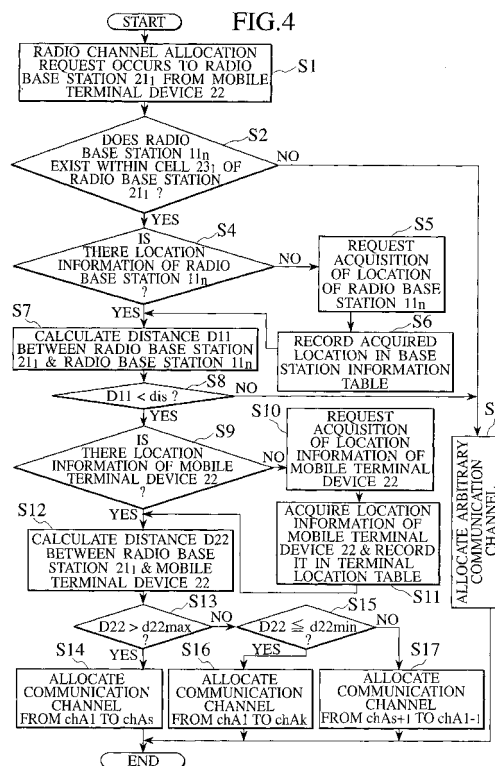 FIG.4
START
RADIO CHANNEL ALLOCATION
REQUEST OCCURS TO RADIO
BASE STATION 21₁ FROM MOBILE
TERMINAL DEVICE 22
S1
S2
DOES RADIO
BASE STATION 11n
EXIST WITHIN CELL 23₁ OF
RADIO BASE STATION
21₁ ?
NO
YES
S4
IS
THERE LOCATION
INFORMATION OF RADIO
BASE STATION 11n
?
NO
YES
S5
REQUEST
ACQUISITION
OF LOCATION
OF RADIO BASE
STATION 11n
S6
RECORD ACQUIRED
LOCATION IN BASE
STATION INFORMATION
TABLE
S7
CALCULATE DISTANCE D11
BETWEEN RADIO BASE STATION
21₁ & RADIO BASE STATION 11n
S8
D11 < dis ?
NO
YES
S9
IS
THERE LOCATION
INFORMATION OF MOBILE
TERMINAL DEVICE 22
?
NO
YES
S10
REQUEST
ACQUISITION
OF LOCATION
INFORMATION OF
MOBILE TERMINAL
DEVICE 22
ACQUIRE LOCATION
INFORMATION OF
MOBILE TERMINAL
DEVICE 22 & RECORD
IT IN TERMINAL
LOCATION TABLE
S11
S
ALLOCATE ARBITRARY
COMMUNICATION
CHANNEL
S12
CALCULATE DISTANCE D22
BETWEEN RADIO BASE
STATION 21₁ & MOBILE
TERMINAL DEVICE 22
S13
D22 > d22max
?
NO
YES
S15
D22 ≦ d22min
?
NO
YES
S14
ALLOCATE
COMMUNICATION
CHANNEL
FROM chA1 TO chAs
S16
ALLOCATE
COMMUNICATION
CHANNEL
FROM chA1 TO chAk
S17
ALLOCATE
COMMUNICATION
CHANNEL
FROM chAs+1 TO chA1-1
END